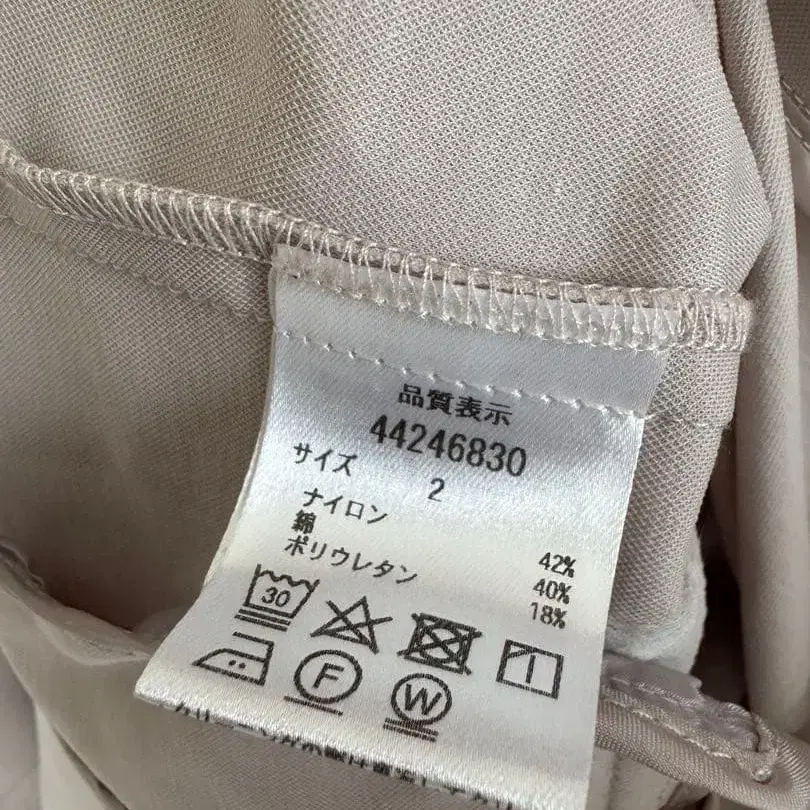 品質表示
44246830
サイズ 2
ナイロン 42%
綿 40%
ポリウレタン 18%
30
F W